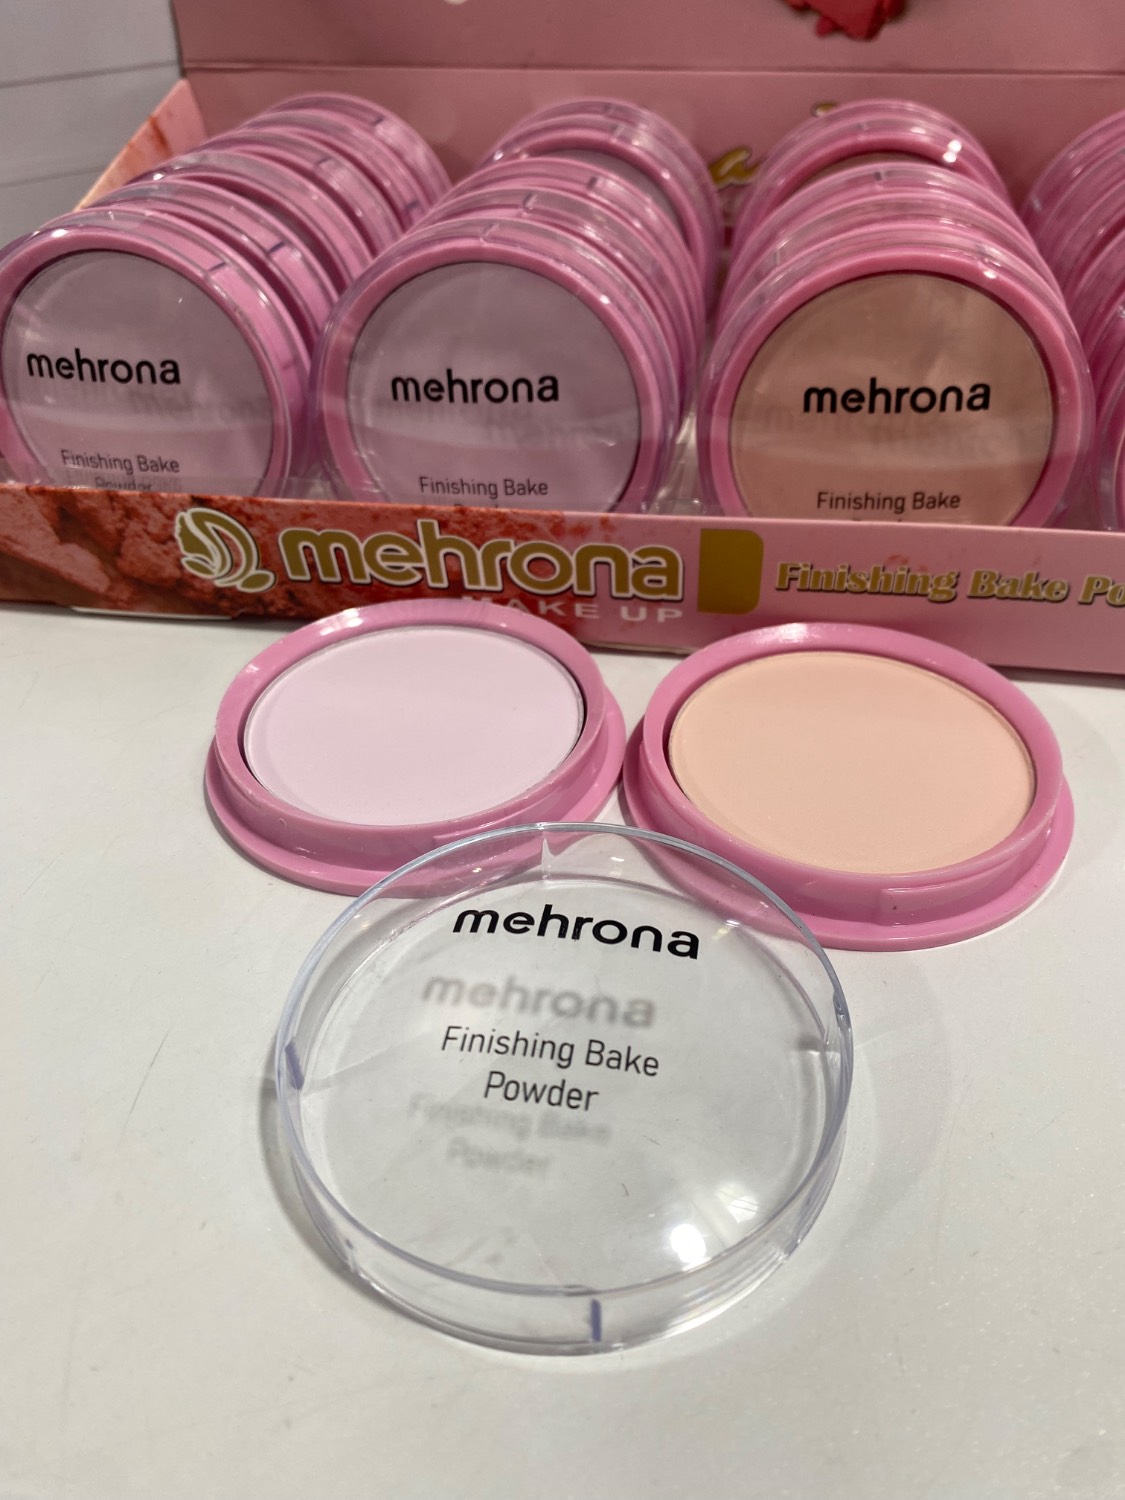 mehrona
Finishing Bake
Powder
mehrona
Finishing Bake
mehrona
Finishing Bake
mehrona
MAKE UP
Finishing Bake Po
mehrona
Finishing Bake
Powder